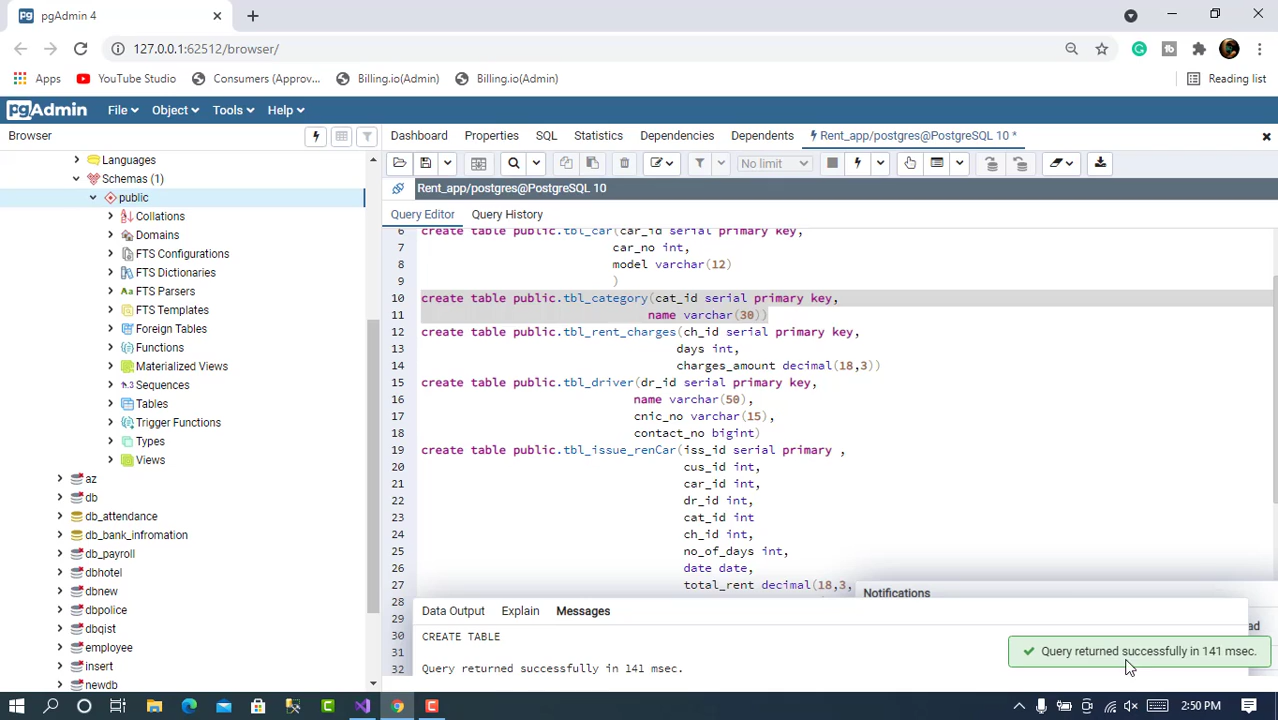 pgAdmin 4
127.0.0.1:62512/browser/
Apps
YouTube Studio
Consumers (Approv...
Billing.io(Admin)
Billing.io(Admin)
Reading list
pgAdmin
File
Object
Tools
Help
Browser
Dashboard
Properties
SQL
Statistics
Dependencies
Dependents
Rent_app/postgres@PostgreSQL 10 *
No limit
Rent_app/postgres@PostgreSQL 10
Query Editor
Query History
Languages
Schemas (1)
public
Collations
Domains
FTS Configurations
FTS Dictionaries
FTS Parsers
FTS Templates
Foreign Tables
Functions
Materialized Views
Sequences
Tables
Trigger Functions
Types
Views
az
db
db_attendance
db_bank_infromation
db_payroll
dbhotel
dbnew
dbpolice
dbqist
employee
insert
newdb
6 create table public.tbl_car(car_id serial primary key,
7 car_no int,
8 model varchar(12)
9 )
10 create table public.tbl_category(cat_id serial primary key,
11 name varchar(30))
12 create table public.tbl_rent_charges(ch_id serial primary key,
13 days int,
14 charges_amount decimal(18,3))
15 create table public.tbl_driver(dr_id serial primary key,
16 name varchar(50),
17 cnic_no varchar(15),
18 contact_no bigint)
19 create table public.tbl_issue_renCar(iss_id serial primary ,
20 cus_id int,
21 car_id int,
22 dr_id int,
23 cat_id int
24 ch_id int,
25 no_of_days int,
26 date date,
27 total_rent decimal(18,3,
28
30
31
32
Notifications
Data Output
Explain
Messages
CREATE TABLE
Query returned successfully in 141 msec.
ad
Query returned successfully in 141 msec.
2:50 PM